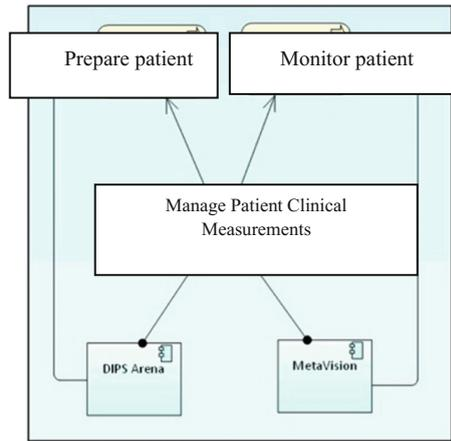 Prepare patient
Monitor patient
Manage Patient Clinical
Measurements
DIPS Arena
MetaVision